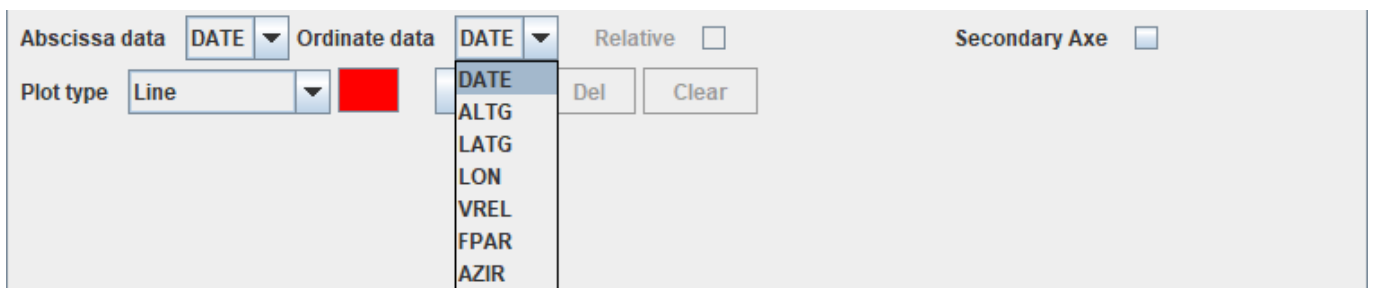 Abscissa data DATE Ordinate data DATE Relative Secondary Axe
Plot type Line Del Clear
DATE
ALTG
LATG
LON
VREL
FPAR
AZIR